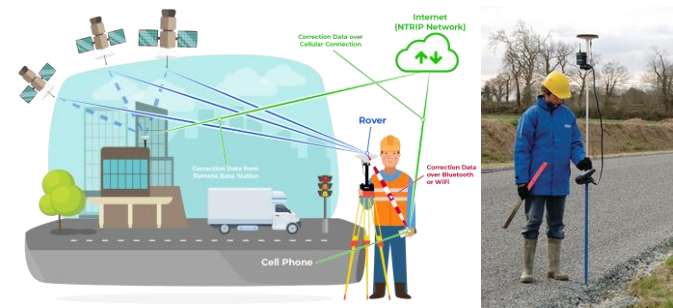 Internet
(NTRIP Network)
Correction Data over
Cellular Connection
Rover
Correction Data from
Remote Base Station
Correction Data
over Bluetooth
or WiFi
Cell Phone